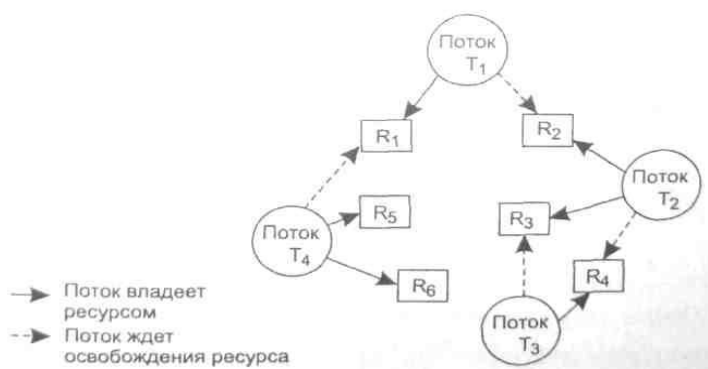 Поток
T1
R1
R2
Поток
T2
R5
R3
Поток
T4
R6
R4
Поток
T3
Поток владеет
ресурсом
Поток ждет
освобождения ресурса